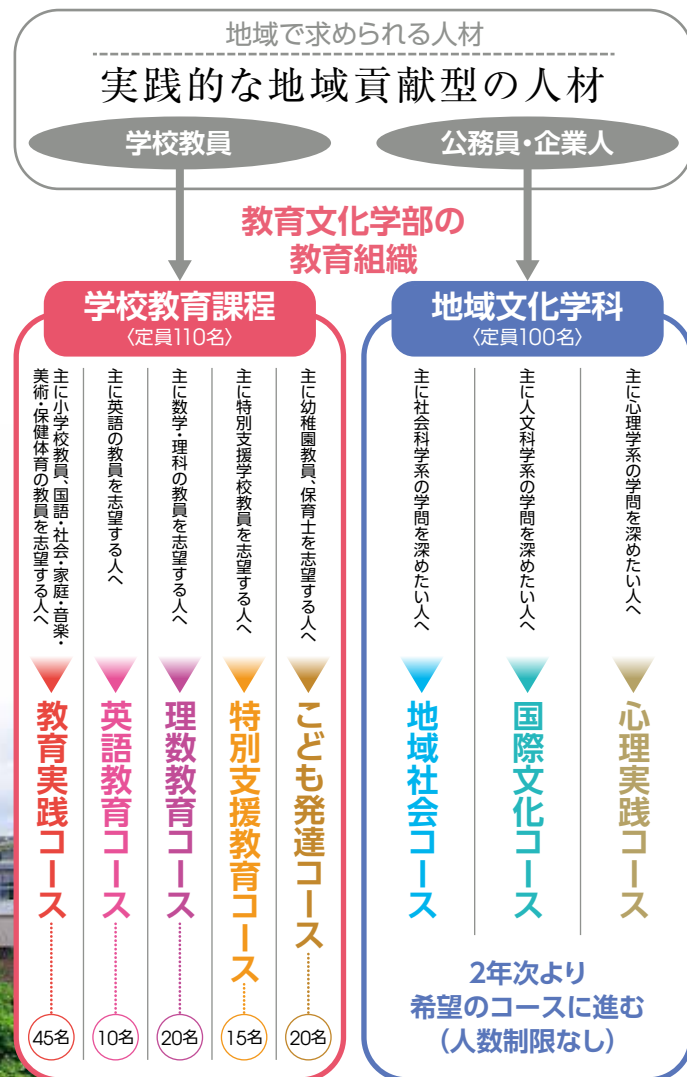 地域で求められる人材
実践的な地域貢献型の人材
学校教員
公務員・企業人
教育文化学部の
教育組織
学校教育課程
〈定員110名〉
主に小学校教員、国語・社会・家庭・音楽・
美術・保健体育の教員を志望する人へ
教育実践コース
45名
主に英語の教員を志望する人へ
英語教育コース
10名
主に数学・理科の教員を志望する人へ
理数教育コース
20名
主に特別支援学校教員を志望する人へ
特別支援教育コース
15名
主に幼稚園教員、保育士を志望する人へ
こども発達コース
20名
地域文化学科
〈定員100名〉
主に社会科学系の学問を深めたい人へ
地域社会コース
主に人文科学系の学問を深めたい人へ
国際文化コース
主に心理学系の学問を深めたい人へ
心理実践コース
2年次より
希望のコースに進む
(人数制限なし)